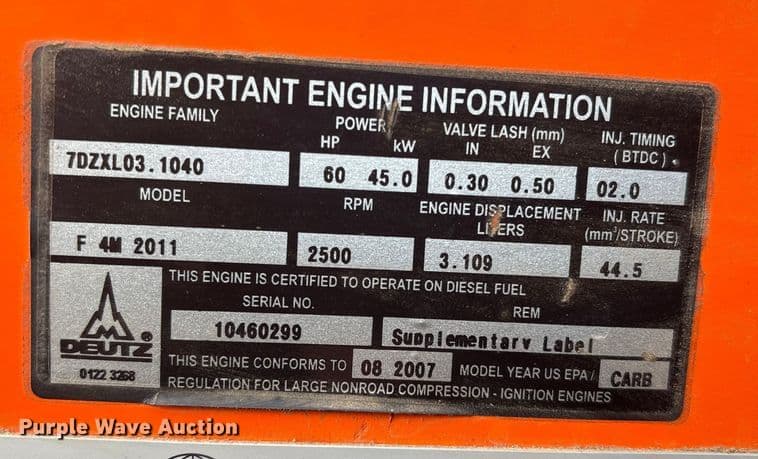 IMPORTANT ENGINE INFORMATION
ENGINE FAMILY POWER VALVE LASH (mm) INJ. TIMING
HP kW IN EX (BTDC)
7DZXL03.1040 60 45.0 0.30 0.50 02.0
MODEL RPM ENGINE DISPLACEMENT INJ. RATE
LITERS (mm³/STROKE)
F 4M 2011 2500 3.109 44.5
THIS ENGINE IS CERTIFIED TO OPERATE ON DIESEL FUEL
SERIAL NO. REM
10460299 Supplementary Label
DEUTZ ®
0122 3268
THIS ENGINE CONFORMS TO 08 2007 MODEL YEAR US EPA/ CARB
REGULATION FOR LARGE NONROAD COMPRESSION - IGNITION ENGINES
Purple Wave Auction